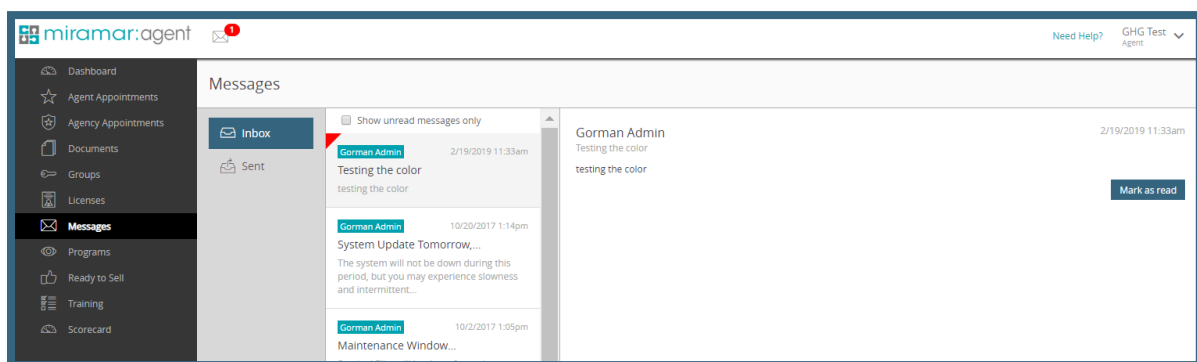 miramar:agent
1
Need Help?
GHG Test
Agent
Dashboard
Agent Appointments
Agency Appointments
Documents
Groups
Licenses
Messages
Programs
Ready to Sell
Training
Scorecard
Messages
Inbox
Sent
Show unread messages only
Gorman Admin 2/19/2019 11:33am
Testing the color
testing the color
Gorman Admin 10/20/2017 1:14pm
System Update Tomorrow,...
The system will not be down during this
period, but you may experience slowness
and intermittent...
Gorman Admin 10/2/2017 1:05pm
Maintenance Window...
Gorman Admin 2/19/2019 11:33am
Testing the color
testing the color
Mark as read